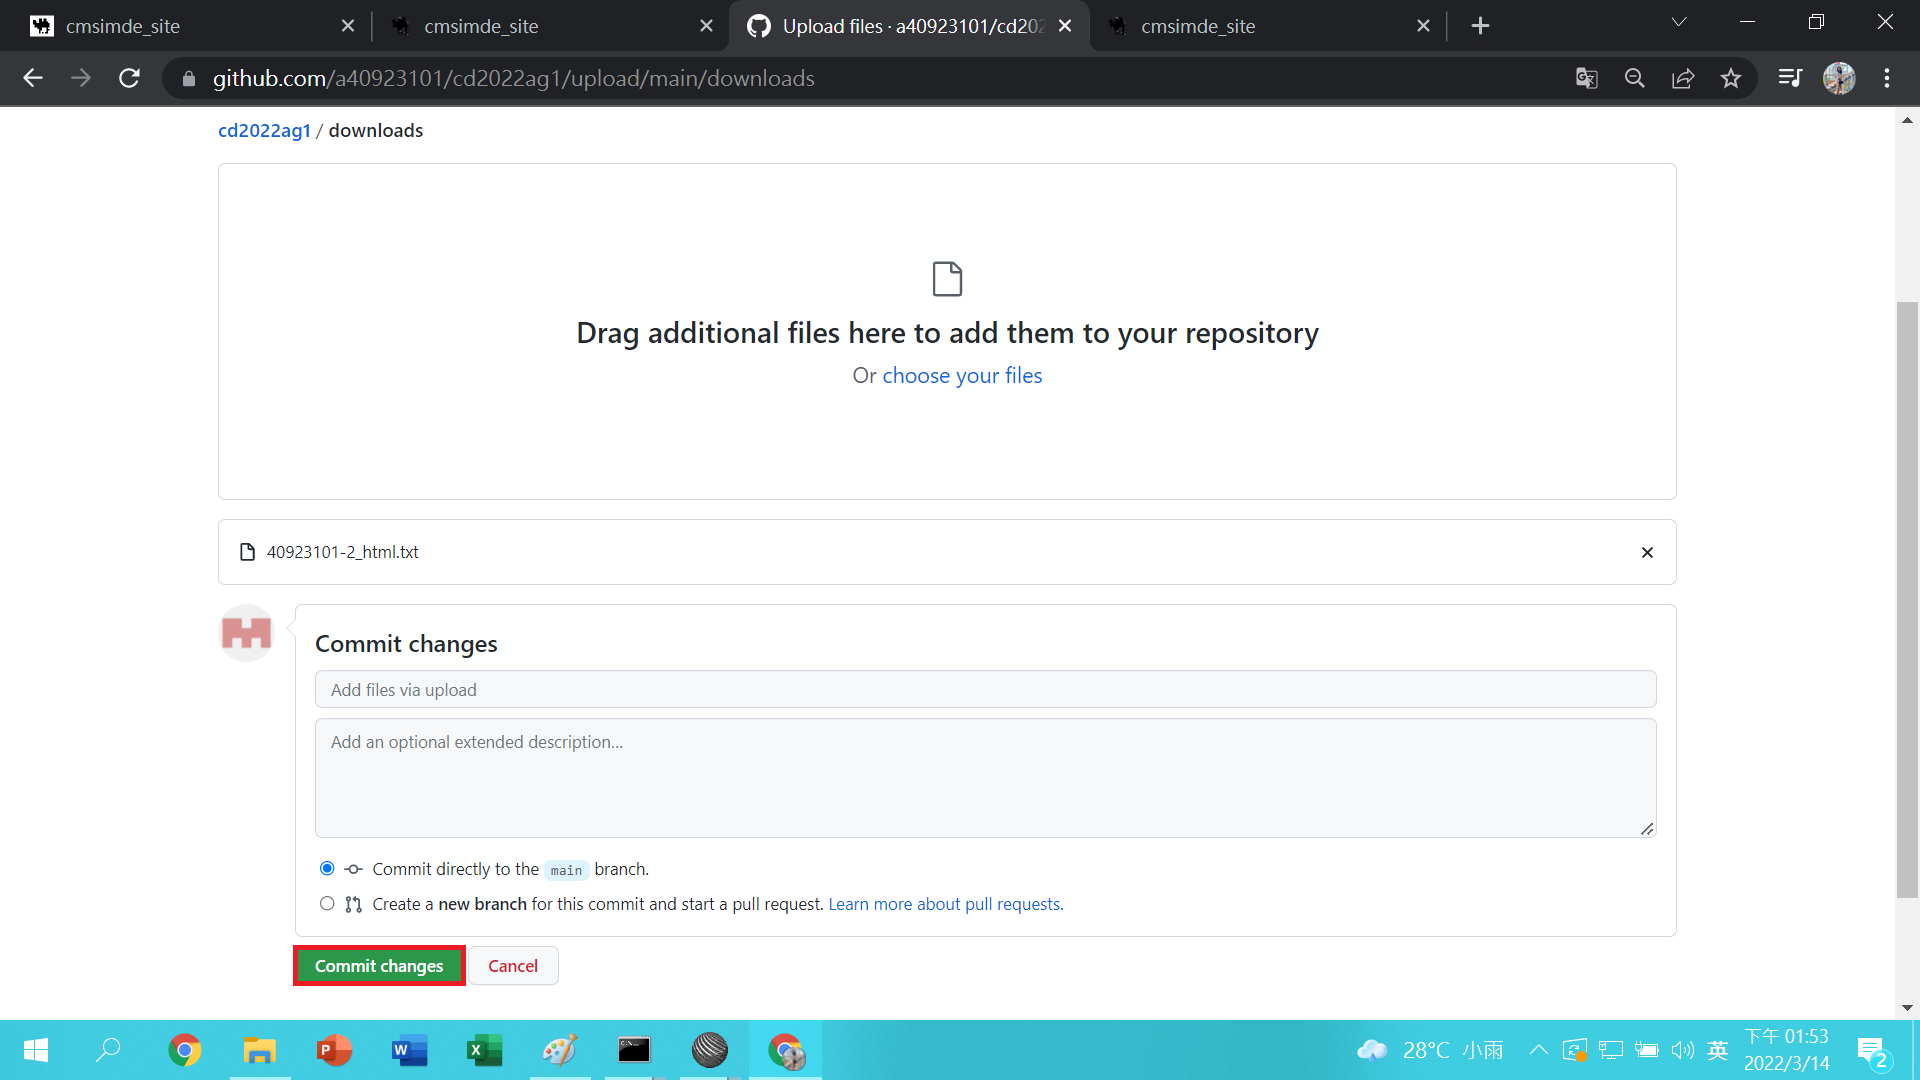 cmsimde_site
cmsimde_site
Upload files · a40923101/cd202
cmsimde_site
github.com/a40923101/cd2022ag1/upload/main/downloads
cd2022ag1 / downloads
Drag additional files here to add them to your repository
Or choose your files
40923101-2_html.txt
Commit changes
Add files via upload
Add an optional extended description...
Commit directly to the main branch.
Create a new branch for this commit and start a pull request. Learn more about pull requests.
Commit changes
Cancel
28°C 小雨
英
下午 01:53
2022/3/14
2